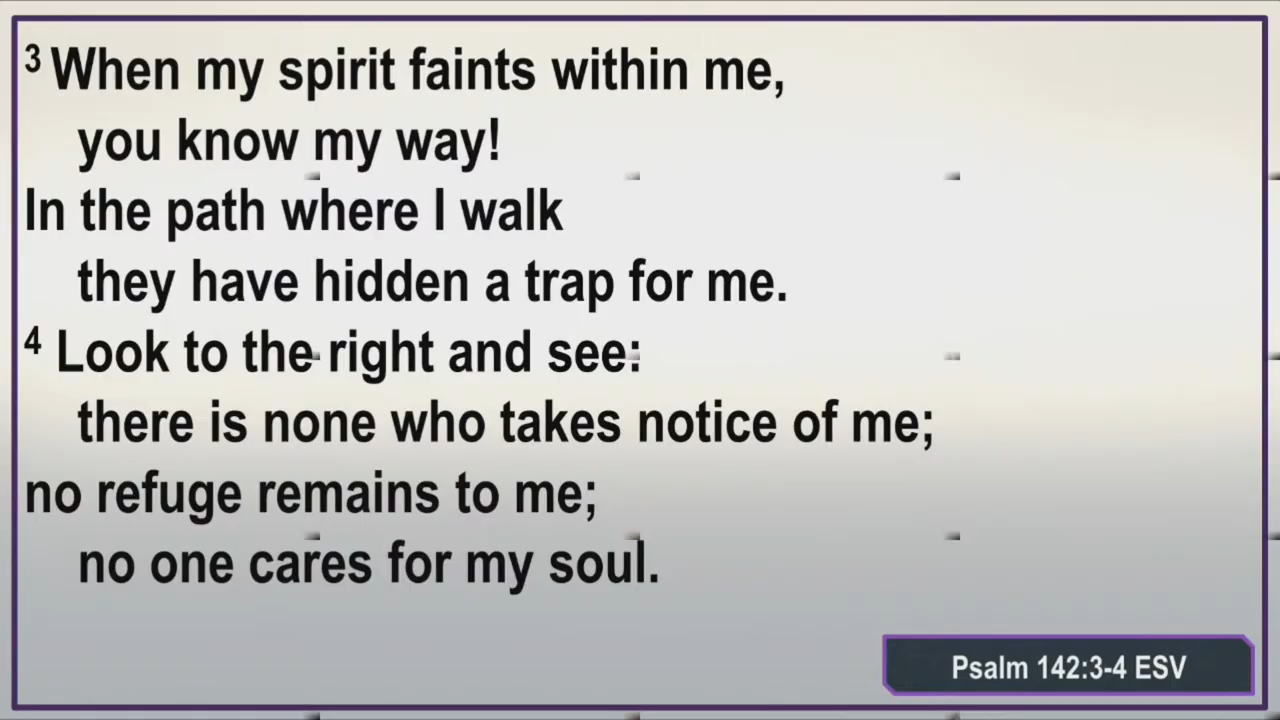 3 When my spirit faints within me,
you know my way!
In the path where I walk
they have hidden a trap for me.
4 Look to the right and see:
there is none who takes notice of me;
no refuge remains to me;
no one cares for my soul.
Psalm 142:3-4 ESV